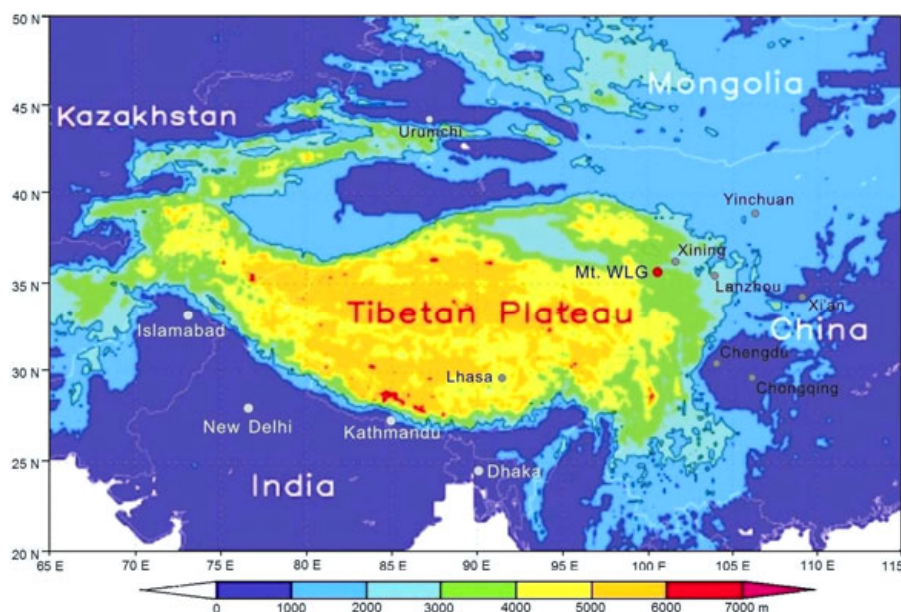 50 N
45 N
40 N
35 N
30 N
25 N
20 N
Kazakhstan
Mongolia
Urumchi
Yinchuan
Xining
Mt. WLG
Lanzhou
Xi'an
Tibetan Plateau
China
Islamabad
Chengdu
Lhasa
Chongqing
New Delhi
Kathmandu
India
Dhaka
65 E 70 E 75 E 80 E 85 E 90 E 95 E 100 E 105 E 110 E 115 E
0 1000 2000 3000 4000 5000 6000 7000 m